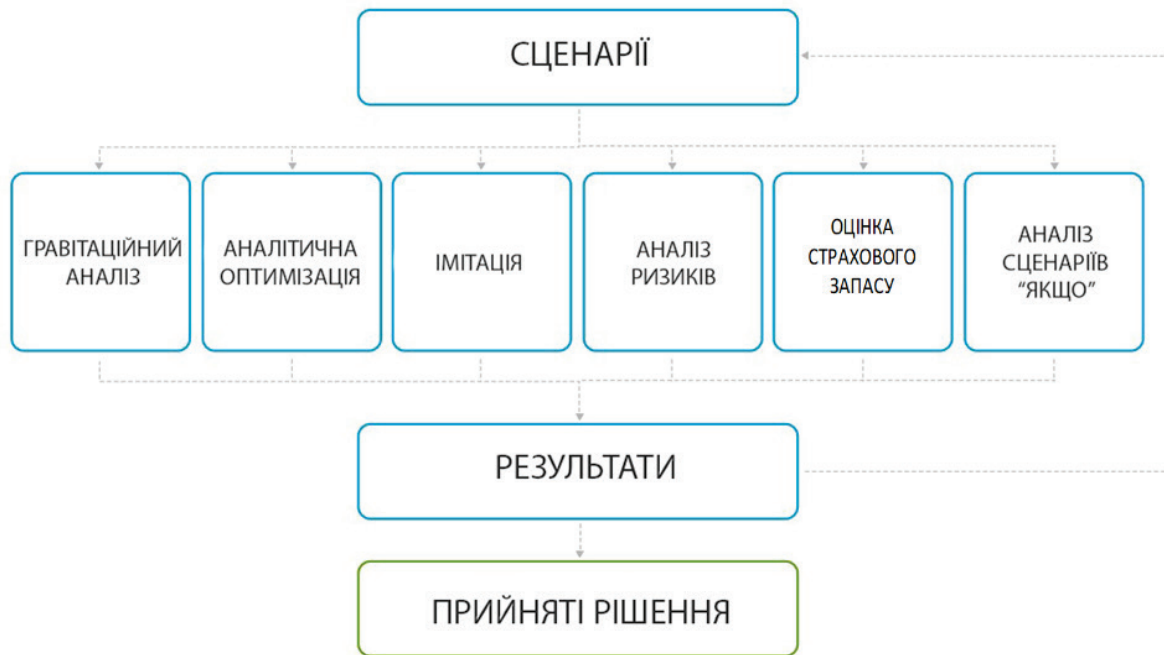 СЦЕНАРІЇ
ГРАВІТАЦІЙНИЙ
АНАЛІЗ
АНАЛІТИЧНА
ОПТИМІЗАЦІЯ
ІМІТАЦІЯ
АНАЛІЗ
РИЗИКІВ
ОЦІНКА
СТРАХОВОГО
ЗАПАСУ
АНАЛІЗ
СЦЕНАРІЇВ
“ЯКЩО”
РЕЗУЛЬТАТИ
ПРИЙНЯТІ РІШЕННЯ